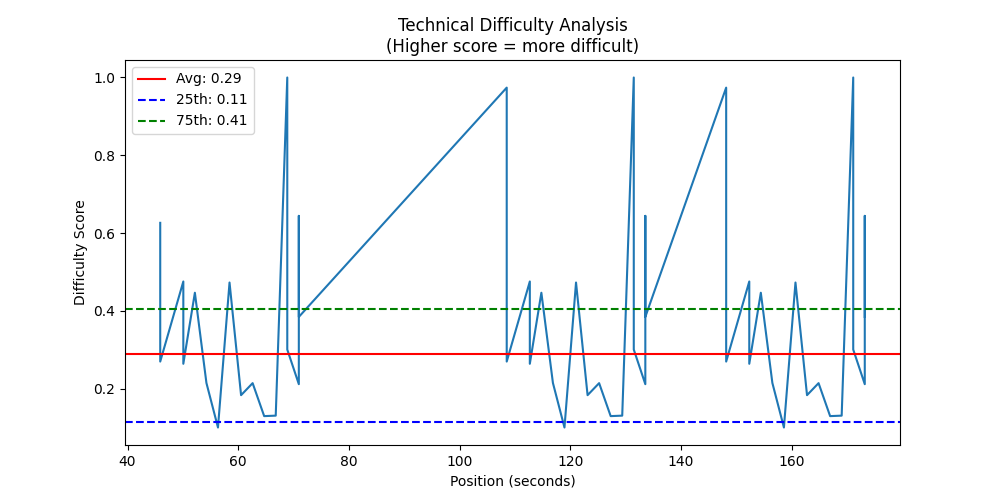 Technical Difficulty Analysis
(Higher score = more difficult)
Avg: 0.29
25th: 0.11
75th: 0.41
Difficulty Score
1.0
0.8
0.6
0.4
0.2
40 60 80 100 120 140 160
Position (seconds)